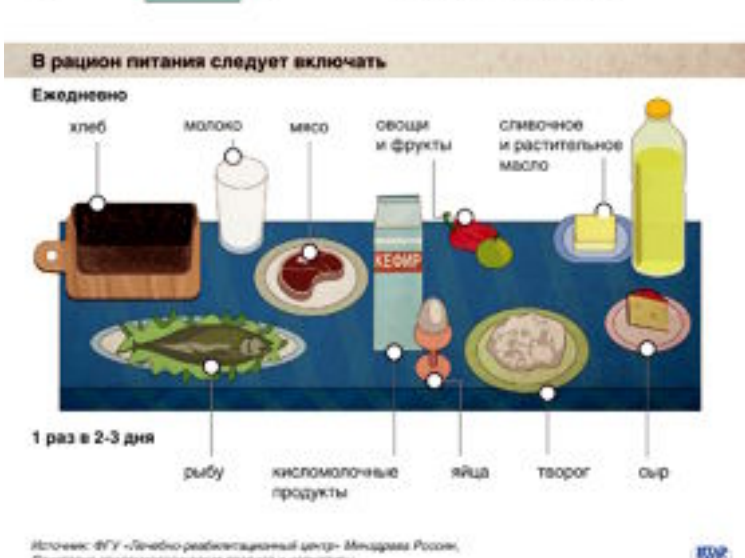 В рацион питания следует включать
Ежедневно
хлеб
молоко
мясо
овощи
и фрукты
сливочное
и растительное
масло
КЕФИР
1 раз в 2-3 дня
рыбу
кисломолочные
продукты
яйца
творог
сыр
Источник: ФГУ «Лечебно-реабилитационный центр» Минздрава России,